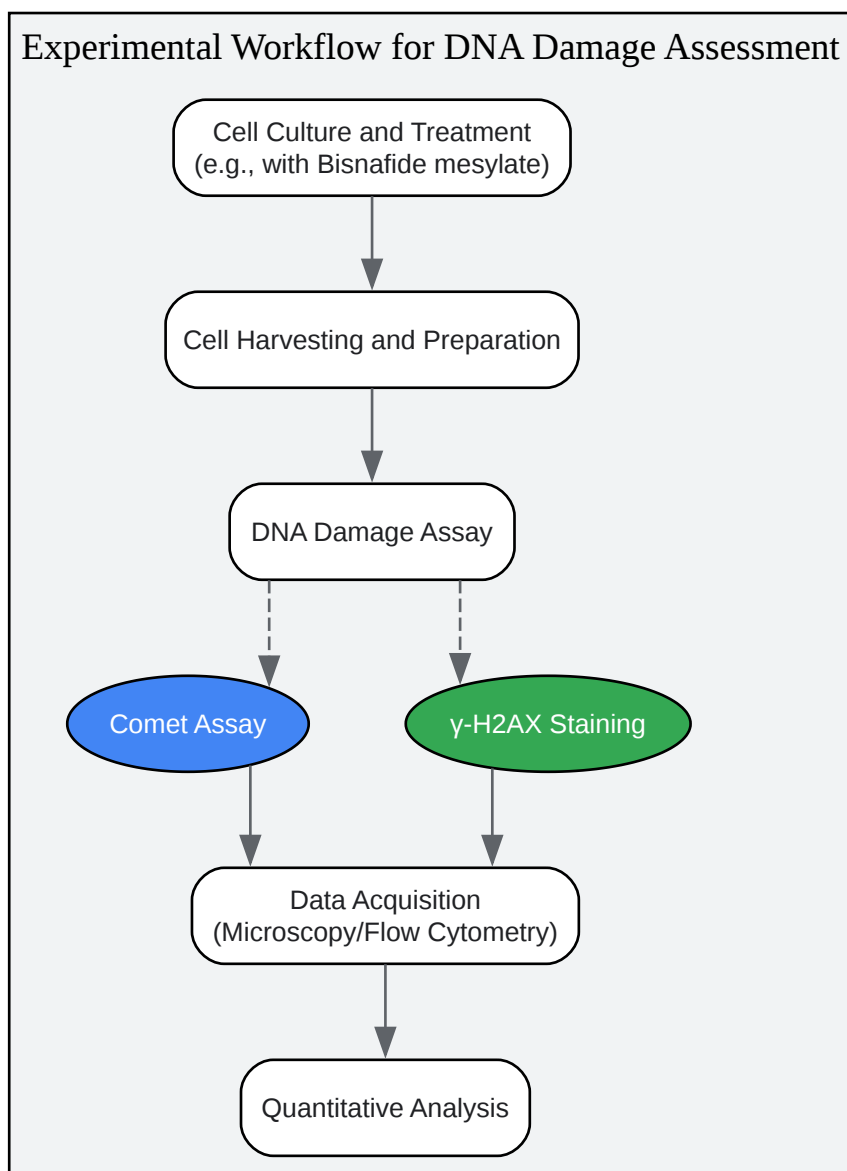 Experimental Workflow for DNA Damage Assessment
Cell Culture and Treatment
(e.g., with Bisnafide mesylate)
Cell Harvesting and Preparation
DNA Damage Assay
Comet Assay
γ-H2AX Staining
Data Acquisition
(Microscopy/Flow Cytometry)
Quantitative Analysis